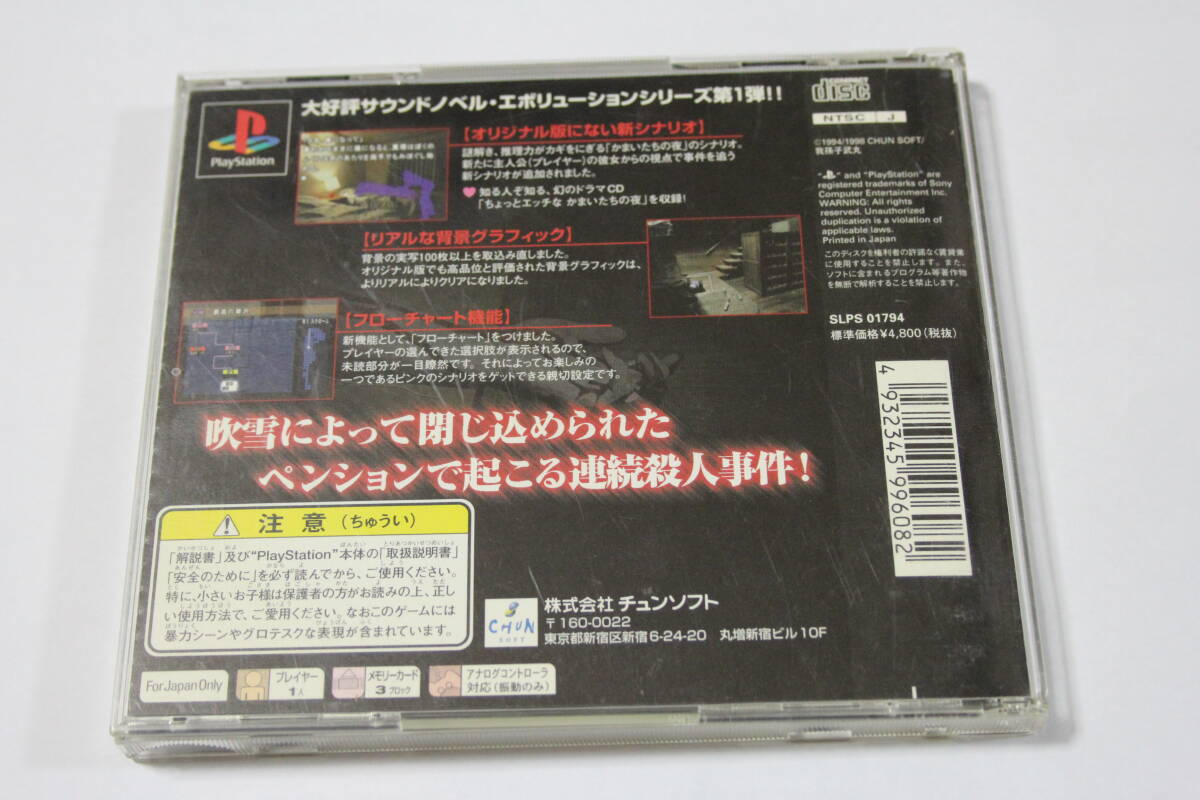 PlayStation
大好評サウンドノベル・エボリューションシリーズ第1弾!!
【オリジナル版にない新シナリオ】
謎解き、推理力がカギをにぎる「かまいたちの夜」のシナリオ。
新たに主人公(プレイヤー)の彼女からの視点で事件を追う
新シナリオが追加されました。
♥ 知る人ぞ知る、幻のドラマCD
「ちょっとエッチな かまいたちの夜」を収録!
【リアルな背景グラフィック】
背景の実写100枚以上を取込み直しました。
オリジナル版でも高品位と評価された背景グラフィックは、
よりリアルによりクリアになりました。
【フローチャート機能】
新機能として、「フローチャート」をつけました。
プレイヤーの選んできた選択肢が表示されるので、
未読部分が一目瞭然です。それによってお楽しみの
一つであるピンクのシナリオをゲットできる親切設定です。
吹雪によって閉じ込められた
ペンションで起こる連続殺人事件!
注意(ちゅうい)
「解説書」及び"PlayStation"本体の「取扱説明書」
「安全のために」を必ず読んでから、ご使用ください。
特に、小さいお子様は保護者の方がお読みの上、正し
い使用方法で、ご愛用ください。なおこのゲームには
暴力シーンやグロテスクな表現が含まれています。
For Japan Only
プレイヤー
1人
メモリーカード
3ブロック
アナログコントローラ
対応(振動のみ)
CHUN
SOFT
株式会社 チュンソフト
〒160-0022
東京都新宿区新宿6-24-20 丸増新宿ビル10F
COMPACT
disc
NTSC J
©1994/1998 CHUN SOFT/
我孫子武丸
"PS" and "PlayStation" are
registered trademarks of Sony
Computer Entertainment Inc.
WARNING: All rights
reserved. Unauthorized
duplication is a violation of
applicable laws.
Printed in Japan
このディスクを権利者の許諾なく賃貸業
に使用することを禁止します。また、
ソフトに含まれるプログラム等著作物
を無断で解析することを禁止します。
SLPS 01794
標準価格¥4,800(税抜)
4 932345 996082